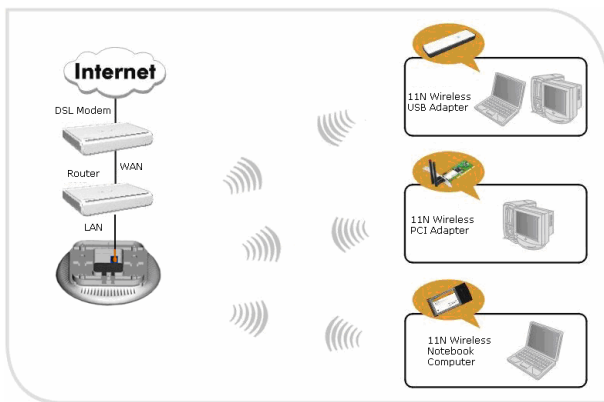 Internet
DSL Modem
WAN
Router
LAN
11N Wireless
USB Adapter
11N Wireless
PCI Adapter
11N Wireless
Notebook
Computer